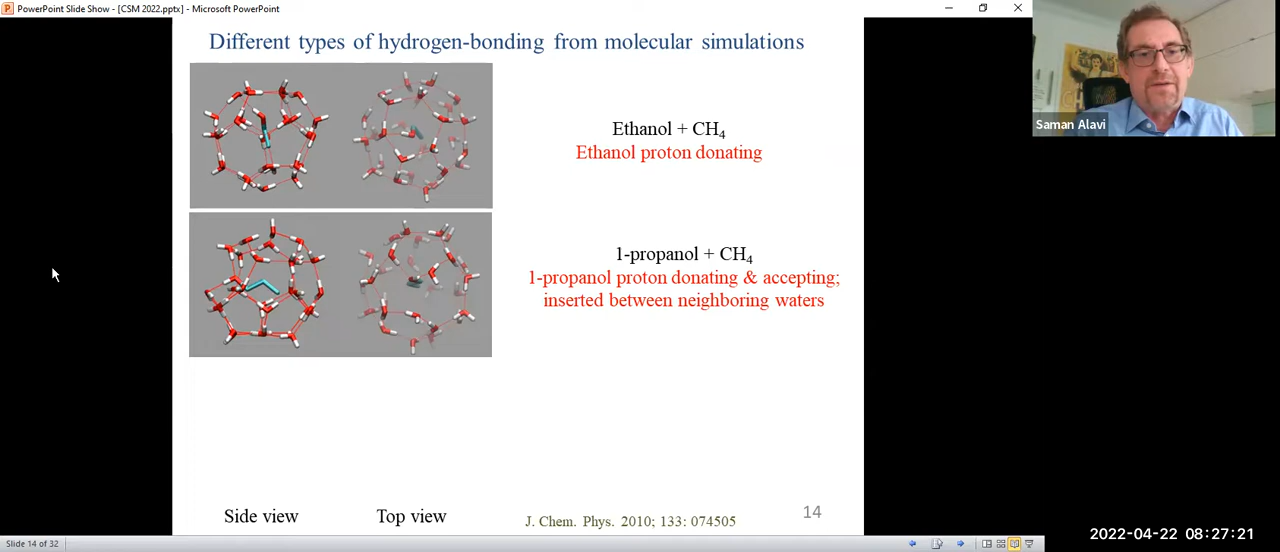 PowerPoint Slide Show - [CSM 2022.pptx] - Microsoft PowerPoint
Different types of hydrogen-bonding from molecular simulations
Saman Alavi
Ethanol + CH₄
Ethanol proton donating
1-propanol + CH₄
1-propanol proton donating & accepting;
inserted between neighboring waters
Side view
Top view
J. Chem. Phys. 2010; 133: 074505
14
2022-04-22 08:27:21
Slide 14 of 32